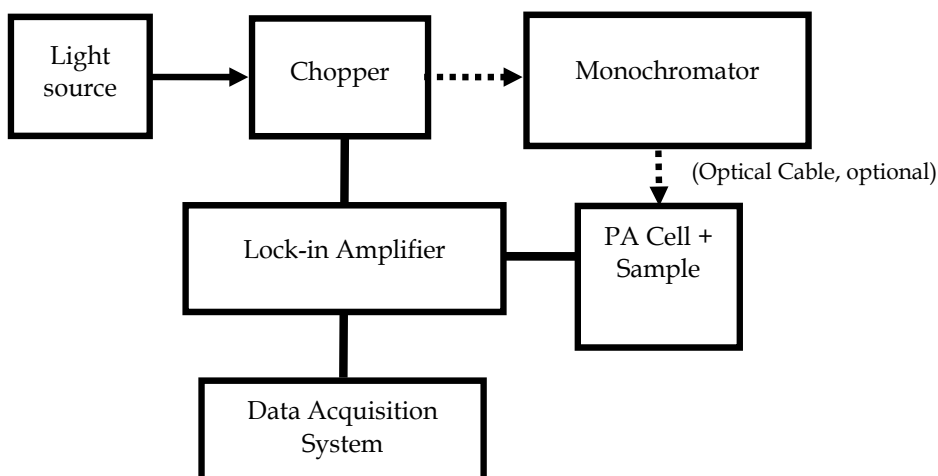 Light
source
Chopper
Monochromator
(Optical Cable, optional)
Lock-in Amplifier
PA Cell +
Sample
Data Acquisition
System